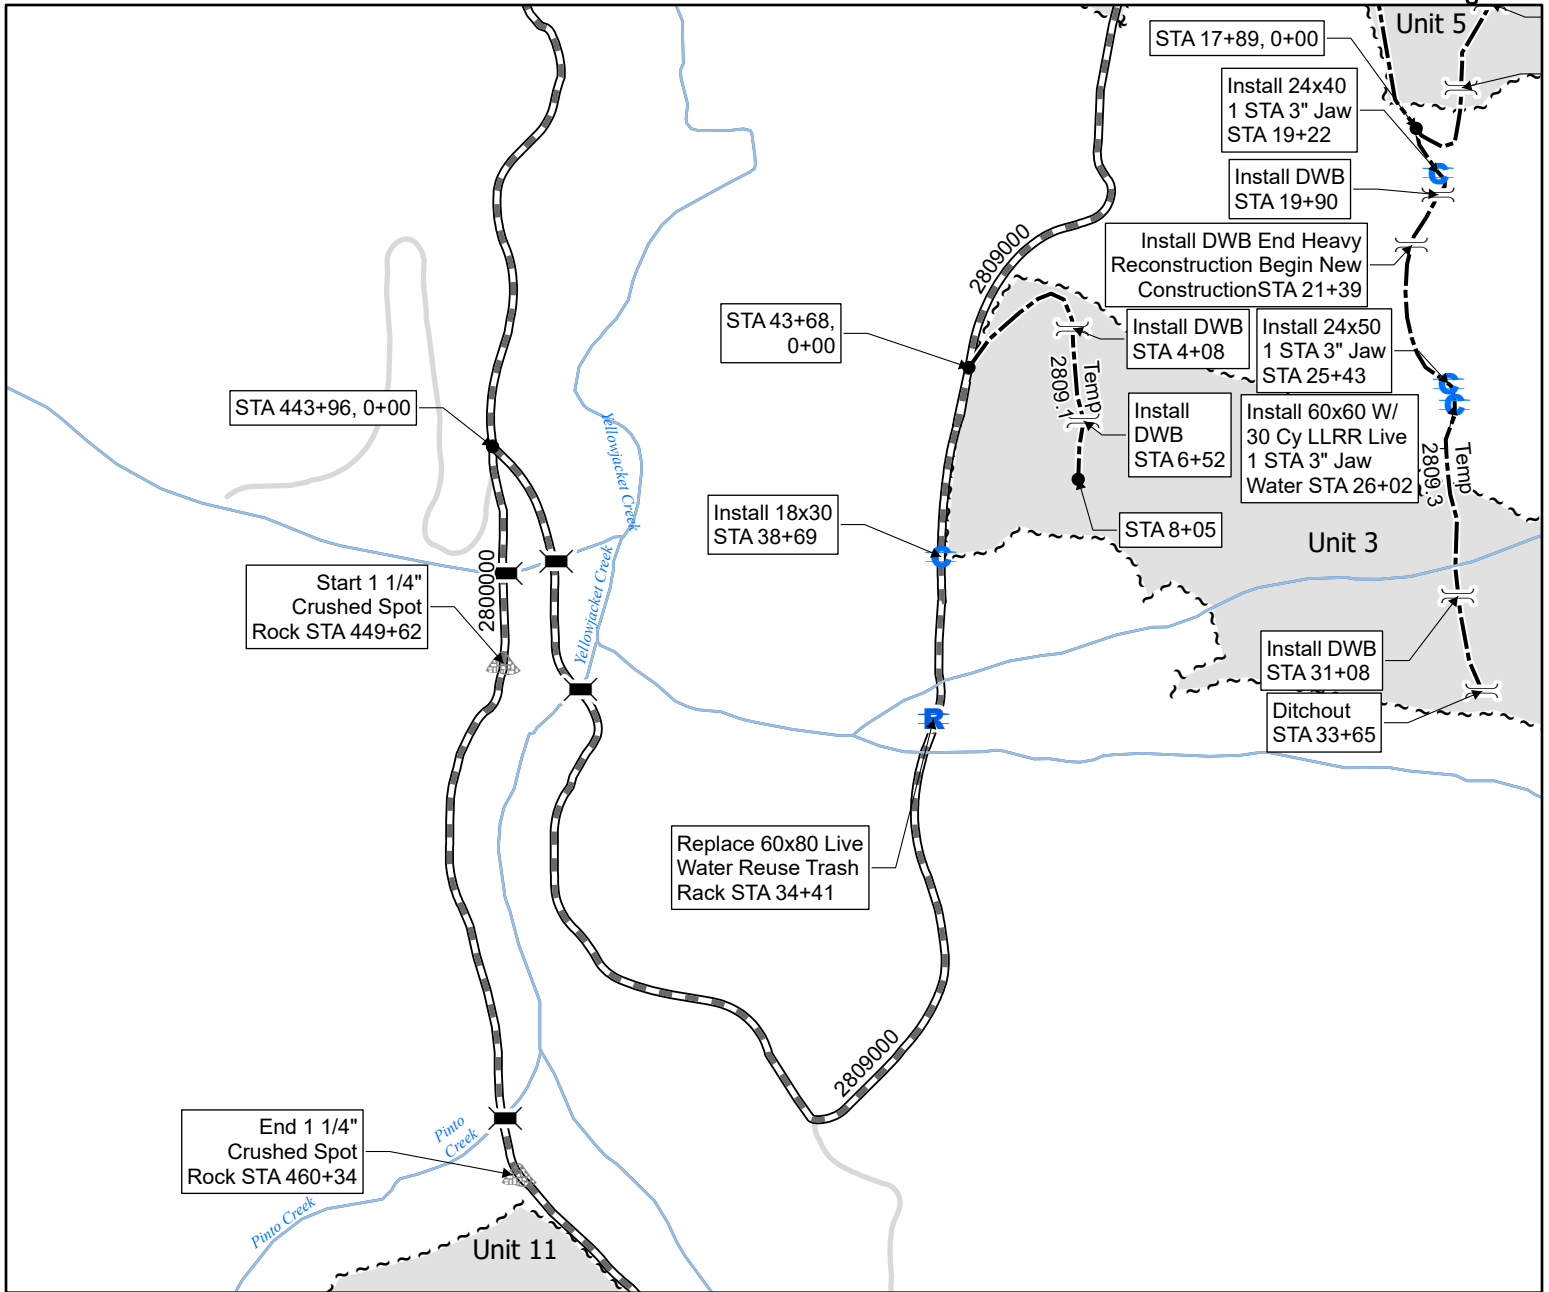 Unit 5
STA 17+89, 0+00
Install 24x40
1 STA 3" Jaw
STA 19+22
Install DWB
STA 19+90
Install DWB End Heavy
Reconstruction Begin New
ConstructionSTA 21+39
2809000
STA 43+68,
0+00
Install DWB
STA 4+08
Install 24x50
1 STA 3" Jaw
STA 25+43
Temp
2809.1
STA 443+96, 0+00
Install
DWB
STA 6+52
Install 60x60 W/
30 Cy LLRR Live
1 STA 3" Jaw
Water STA 26+02
Temp
2809.3
Yellowjacket Creek
Install 18x30
STA 38+69
STA 8+05
Unit 3
Yellowjacket Creek
2800000
Start 1 1/4"
Crushed Spot
Rock STA 449+62
C
C
C
C
Install DWB
STA 31+08
Ditchout
STA 33+65
R
Replace 60x80 Live
Water Reuse Trash
Rack STA 34+41
2809000
End 1 1/4"
Crushed Spot
Rock STA 460+34
Pinto
Creek
Pinto Creek
Unit 11